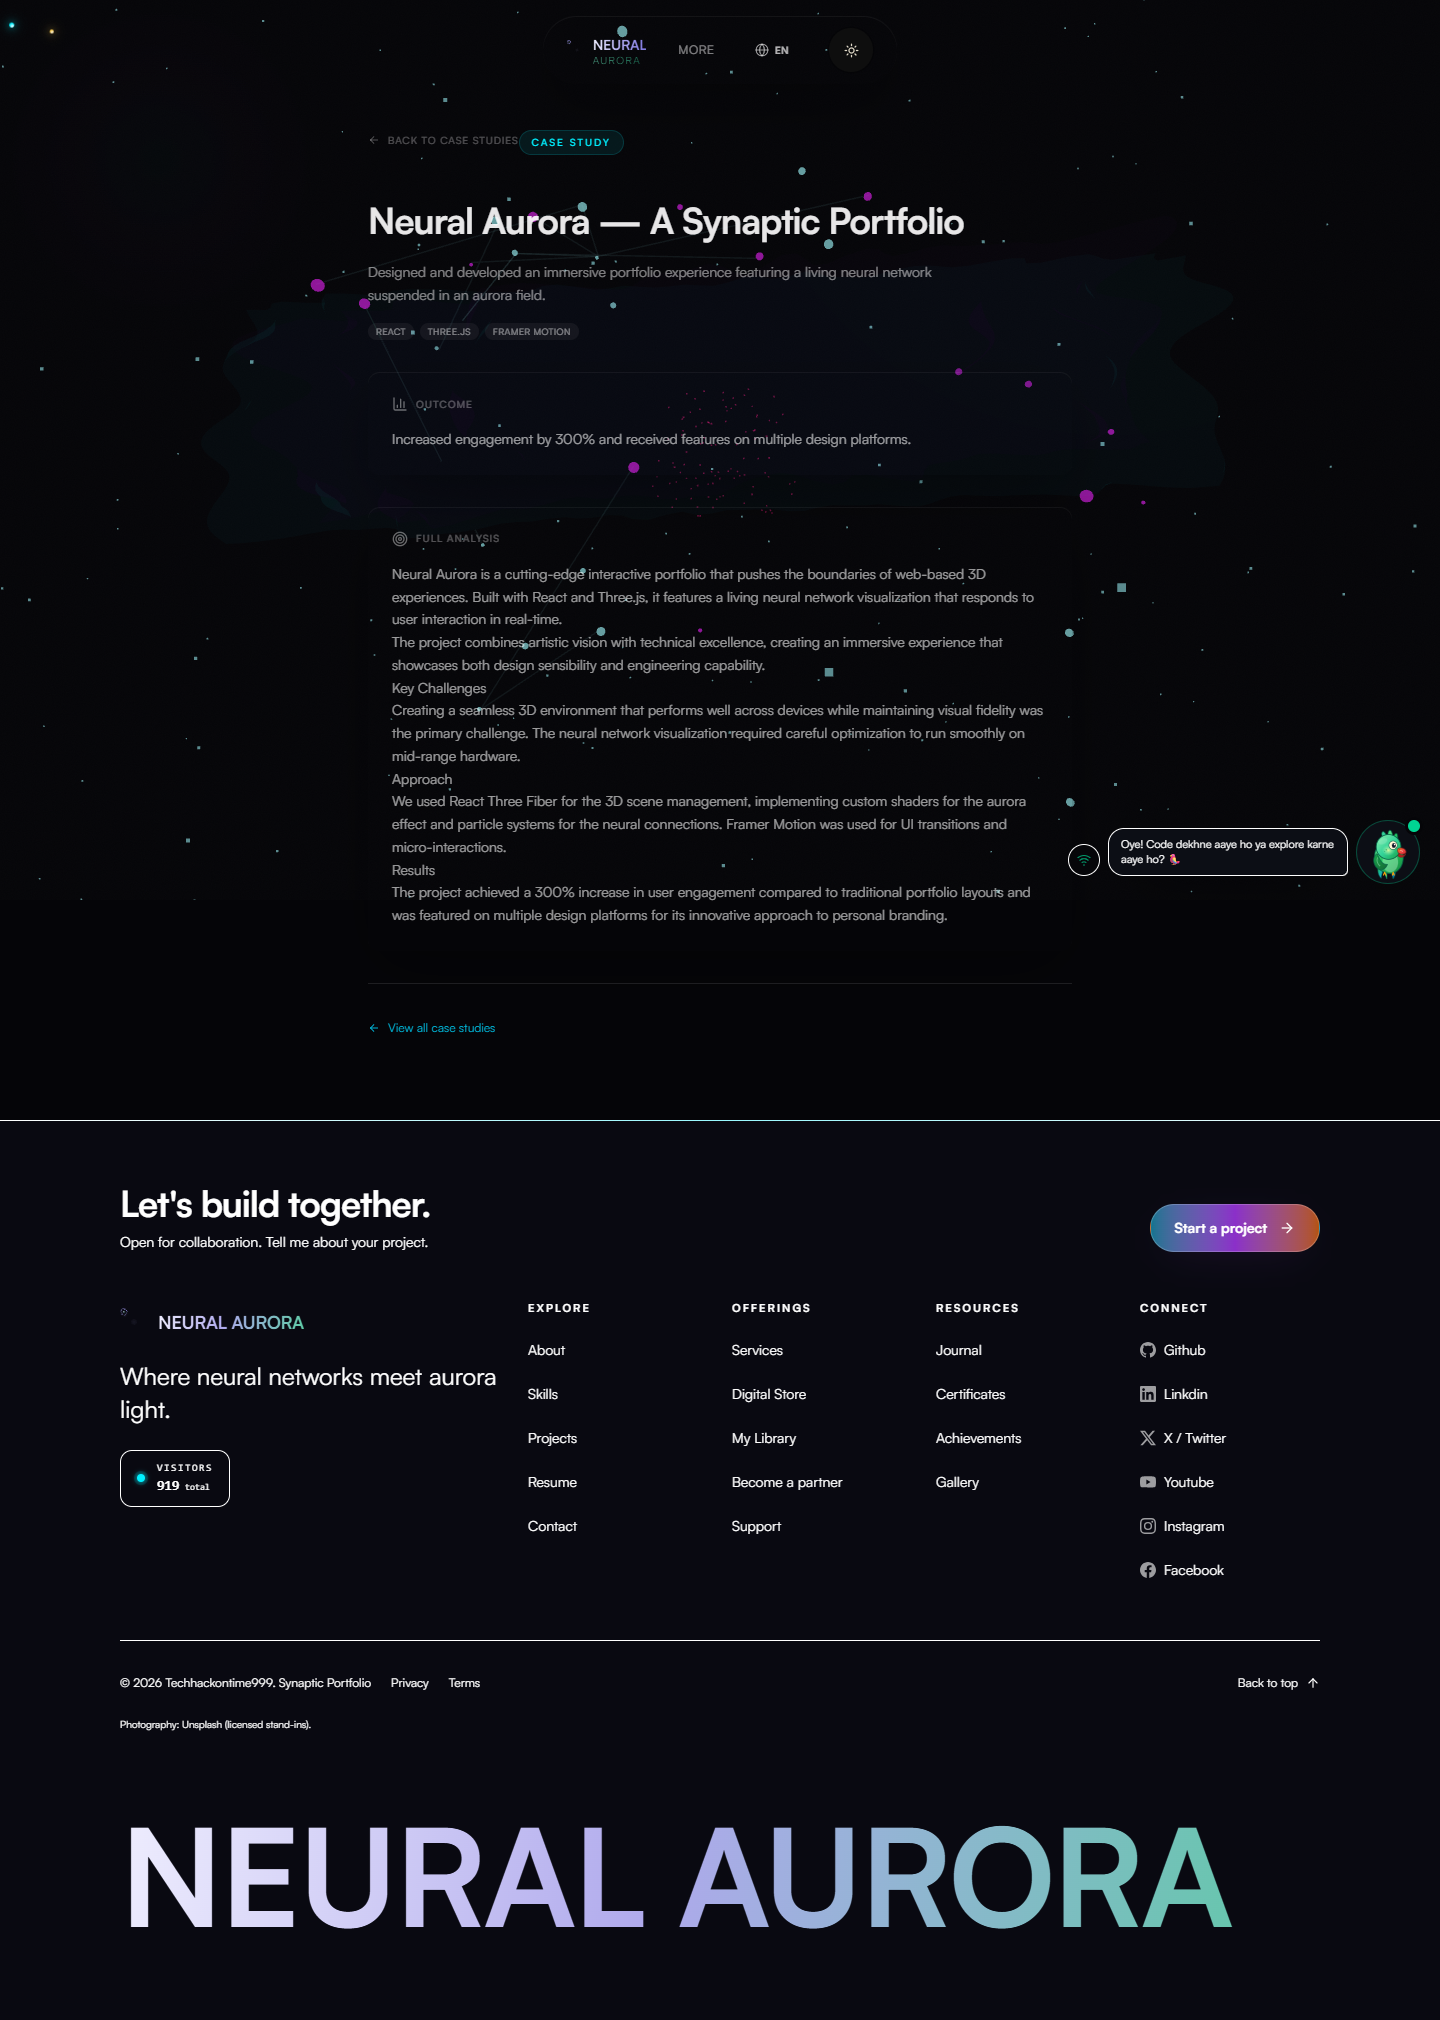 NEURAL
AURORA
MORE
EN
BACK TO CASE STUDIES
CASE STUDY
Neural Aurora — A Synaptic Portfolio
Designed and developed an immersive portfolio experience featuring a living neural network
suspended in an aurora field.
REACT
THREE.JS
FRAMER MOTION
OUTCOME
Increased engagement by 300% and received features on multiple design platforms.
FULL ANALYSIS
Neural Aurora is a cutting-edge interactive portfolio that pushes the boundaries of web-based 3D
experiences. Built with React and Three.js, it features a living neural network visualization that responds to
user interaction in real-time.
The project combines artistic vision with technical excellence, creating an immersive experience that
showcases both design sensibility and engineering capability.
Key Challenges
Creating a seamless 3D environment that performs well across devices while maintaining visual fidelity was
the primary challenge. The neural network visualization required careful optimization to run smoothly on
mid-range hardware.
Approach
We used React Three Fiber for the 3D scene management, implementing custom shaders for the aurora
effect and particle systems for the neural connections. Framer Motion was used for UI transitions and
micro-interactions.
Results
The project achieved a 300% increase in user engagement compared to traditional portfolio layouts and
was featured on multiple design platforms for its innovative approach to personal branding.
Oye! Code dekhne aaye ho ya explore karne
aaye ho? 🦜
View all case studies
Let's build together.
Open for collaboration. Tell me about your project.
Start a project
NEURAL AURORA
Where neural networks meet aurora
light.
VISITORS
919 total
EXPLORE
About
Skills
Projects
Resume
Contact
OFFERINGS
Services
Digital Store
My Library
Become a partner
Support
RESOURCES
Journal
Certificates
Achievements
Gallery
CONNECT
Github
Linkdin
X / Twitter
Youtube
Instagram
Facebook
© 2026 Techhackontime999. Synaptic Portfolio
Privacy
Terms
Back to top
Photography: Unsplash (licensed stand-ins).
NEURAL AURORA